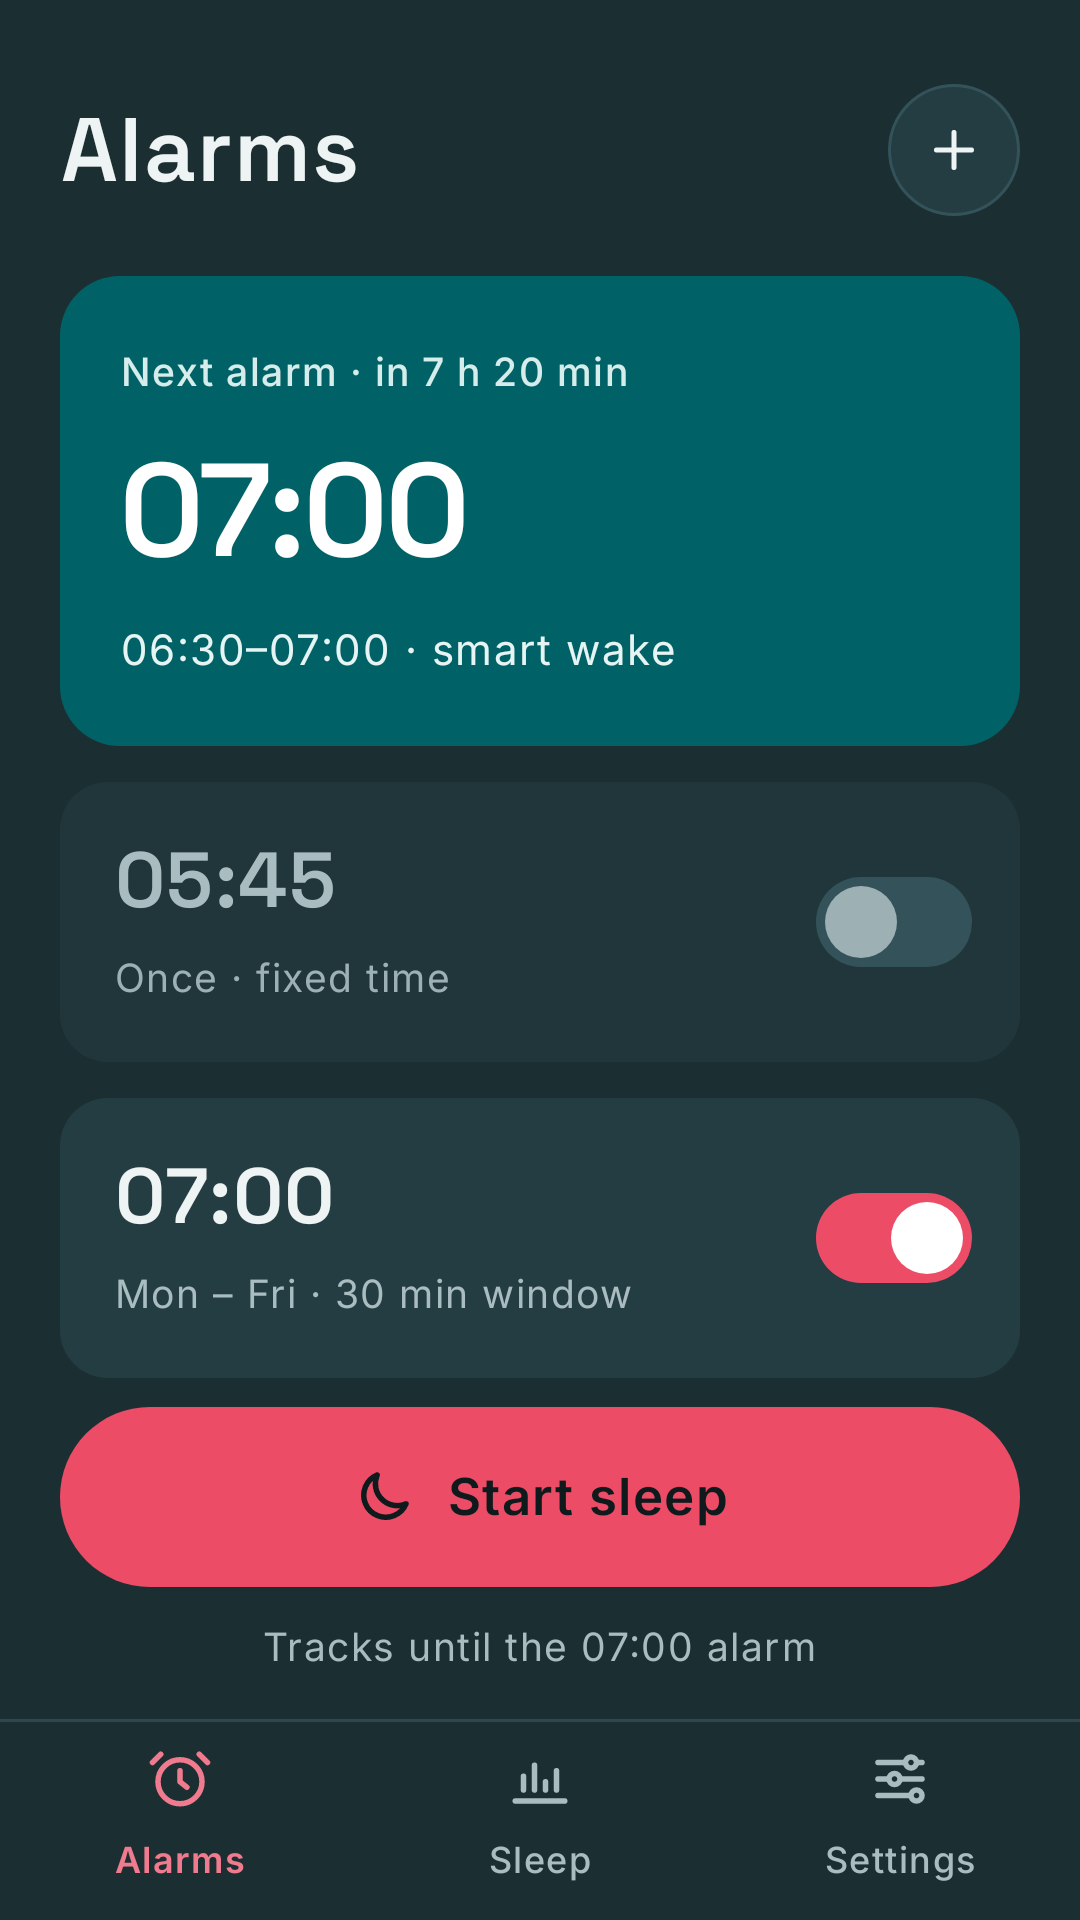 Alarms
Next alarm · in 7 h 20 min
07:00
06:30–07:00 · smart wake
05:45
Once · fixed time
07:00
Mon – Fri · 30 min window
Start sleep
Tracks until the 07:00 alarm
Alarms
Sleep
Settings